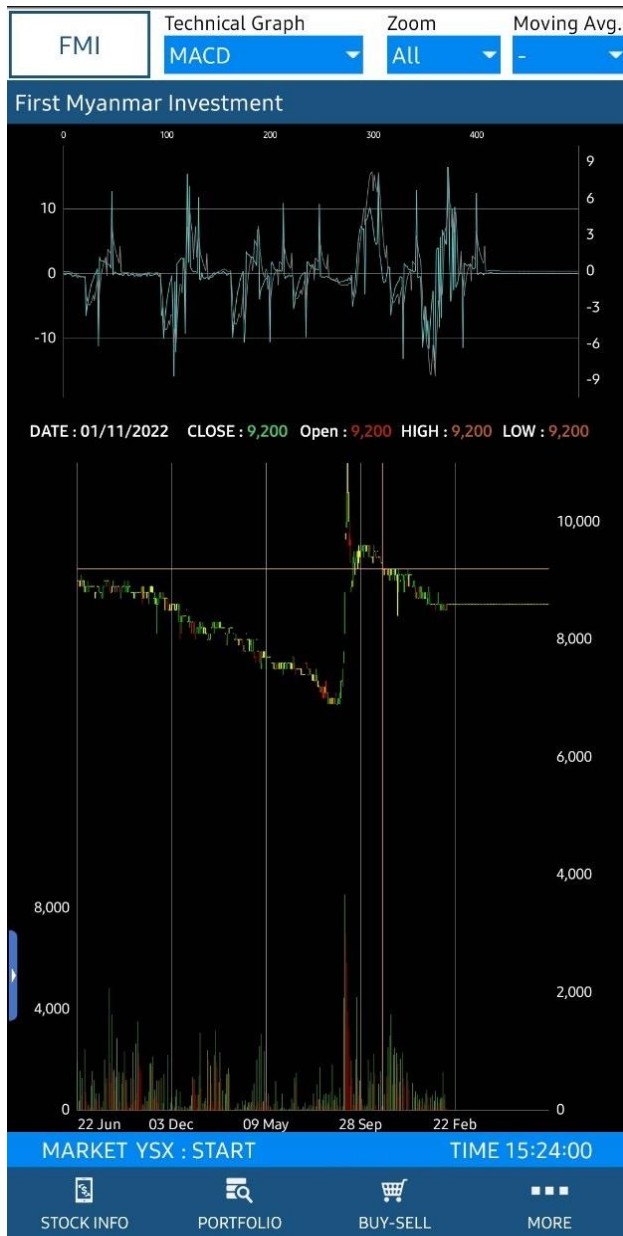 FMI
Technical Graph
MACD
Zoom
All
Moving Avg.
-
First Myanmar Investment
0 100 200 300 400
9
6
10
3
0 0
-3
-10
-6
-9
DATE : 01/11/2022 CLOSE : 9,200 Open : 9,200 HIGH : 9,200 LOW : 9,200
10,000
8,000
6,000
4,000
8,000
2,000
4,000
0 0
22 Jun 03 Dec 09 May 28 Sep 22 Feb
MARKET YSX : START TIME 15:24:00
STOCK INFO PORTFOLIO BUY-SELL MORE